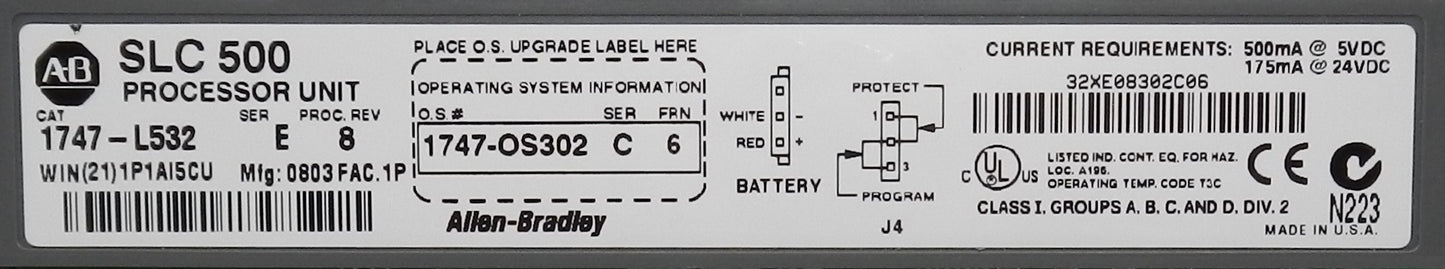 A-B
SLC 500
PROCESSOR UNIT
CAT SER PROC. REV
1747-L532 E 8
WIN(21)1P1AI5CU Mfg: 0803 FAC.1P
PLACE O.S. UPGRADE LABEL HERE
OPERATING SYSTEM INFORMATION
O.S.# SER FRN
1747-OS302 C 6
Allen-Bradley
WHITE -
RED +
BATTERY
PROTECT
1
3
PROGRAM
J4
CURRENT REQUIREMENTS: 500mA @ 5VDC
175mA @ 24VDC
32XE08302C06
C UL US
LISTED IND. CONT. EQ. FOR HAZ.
LOC. A196.
OPERATING TEMP. CODE T3C
CE
CLASS I, GROUPS A, B, C, AND D, DIV. 2
N223
MADE IN U.S.A.